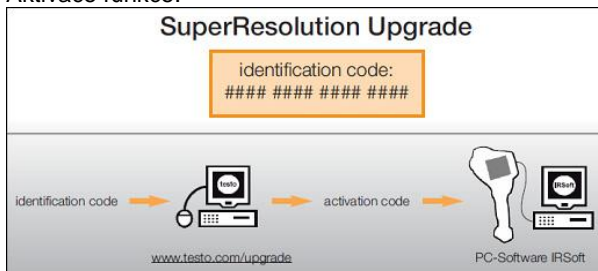 SuperResolution Upgrade
identification code:
#### #### #### ####
identification code
testo
activation code
IRSoft
www.testo.com/upgrade
PC-Software IRSoft